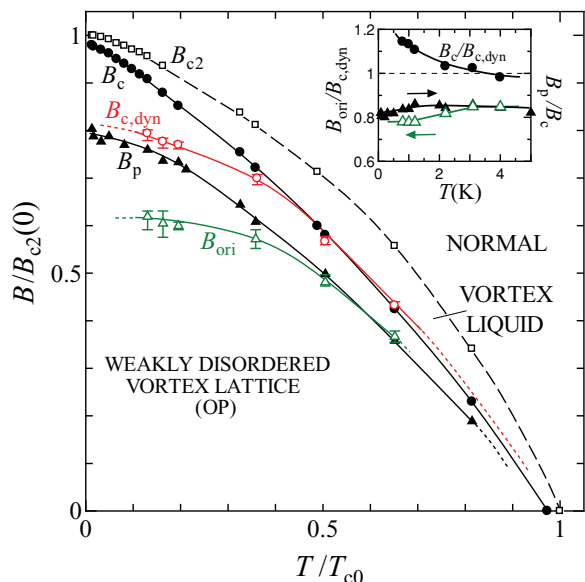 1
B_c2
B_c
B_c,dyn
B_p
B_ori
B/B_c2(0)
0.5
0
WEAKLY DISORDERED
VORTEX LATTICE
(OP)
NORMAL
VORTEX
LIQUID
0
0.5
1
T/T_c0
B_ori/B_c,dyn
1.2
1
0.8
0.6
B_c/B_c,dyn
B_p/B_c
0
2
4
T(K)